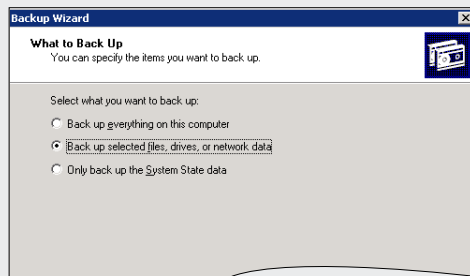 Backup Wizard
What to Back Up
You can specify the items you want to back up.
Select what you want to back up:
Back up everything on this computer
Back up selected files, drives, or network data
Only back up the System State data